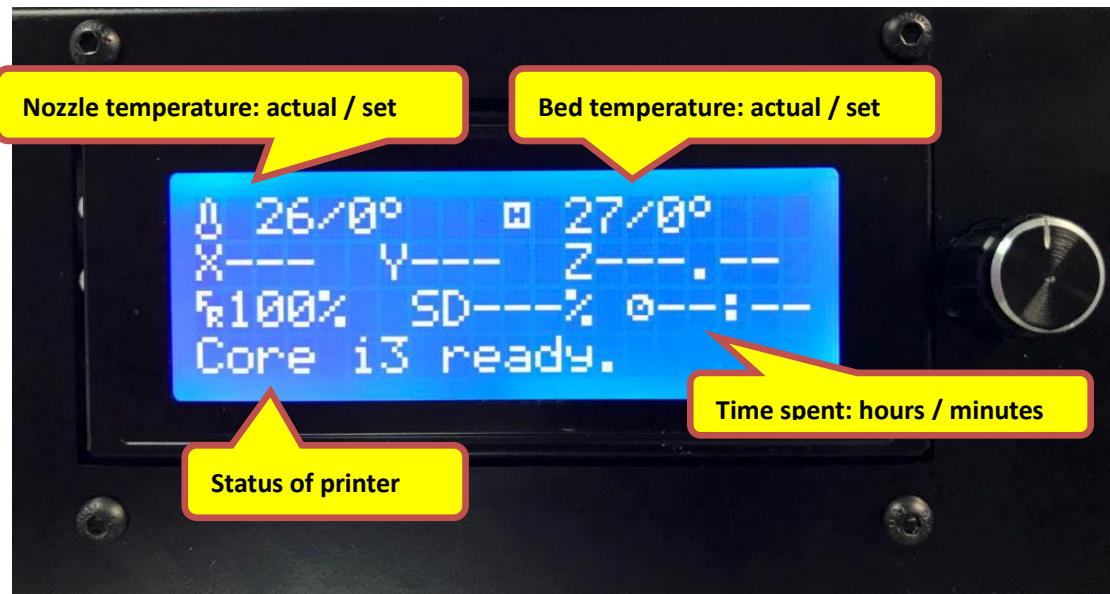 Nozzle temperature: actual / set
Bed temperature: actual / set
26/0° 27/0°
X--- Y--- Z---.--
FR100% SD---% --:--
Core i3 ready.
Time spent: hours / minutes
Status of printer